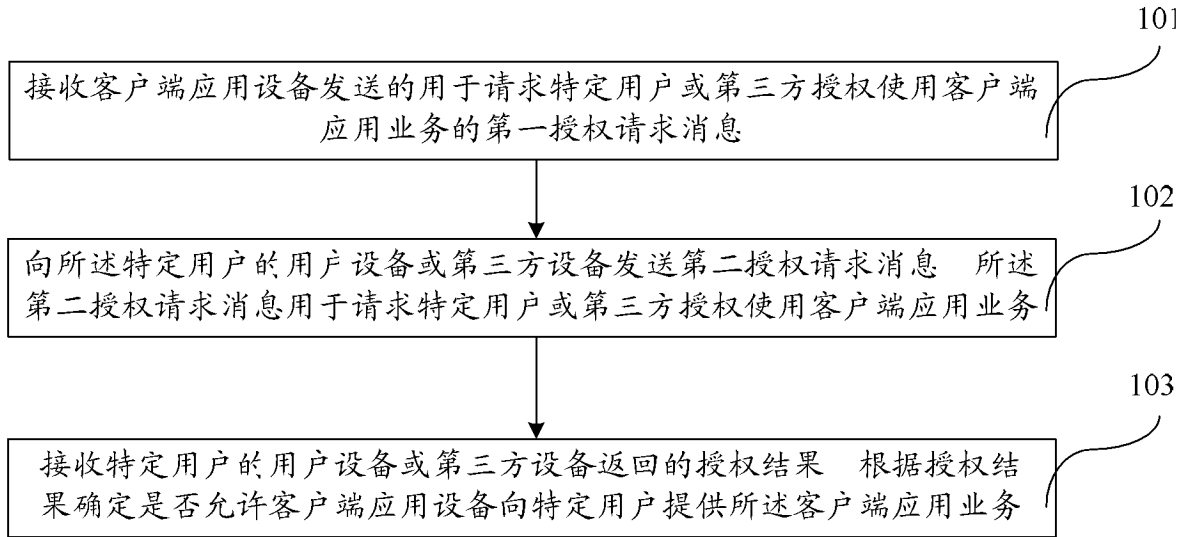 101
接收客户端应用设备发送的用于请求特定用户或第三方授权使用客户端
应用业务的第一授权请求消息
102
向所述特定用户的用户设备或第三方设备发送第二授权请求消息 所述
第二授权请求消息用于请求特定用户或第三方授权使用客户端应用业务
103
接收特定用户的用户设备或第三方设备返回的授权结果 根据授权结
果确定是否允许客户端应用设备向特定用户提供所述客户端应用业务